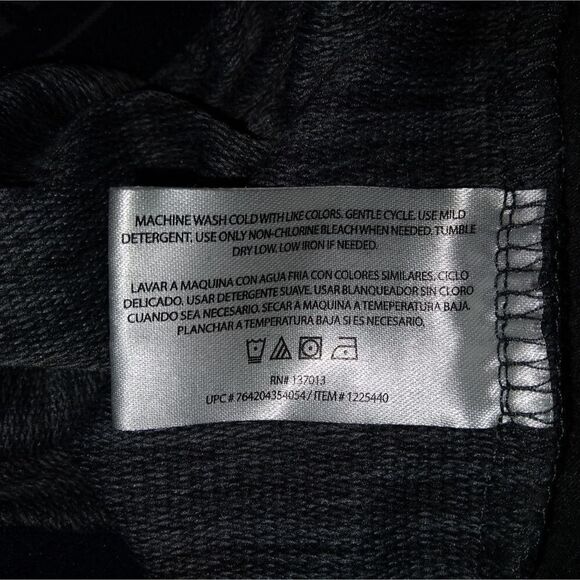 MACHINE WASH COLD WITH LIKE COLORS. GENTLE CYCLE. USE MILD
DETERGENT. USE ONLY NON-CHLORINE BLEACH WHEN NEEDED. TUMBLE
DRY LOW. LOW IRON IF NEEDED.
LAVAR A MAQUINA CON AGUA FRIA CON COLORES SIMILARES. CICLO
DELICADO. USAR DETERGENTE SUAVE. USAR BLANQUEADOR SIN CLORO
CUANDO SEA NECESARIO. SECAR A MAQUINA A TEMEPERATURA BAJA.
PLANCHAR A TEMPERATURA BAJA SI ES NECESARIO.
RN# 137013
UPC # 764204354054 / ITEM # 1225440